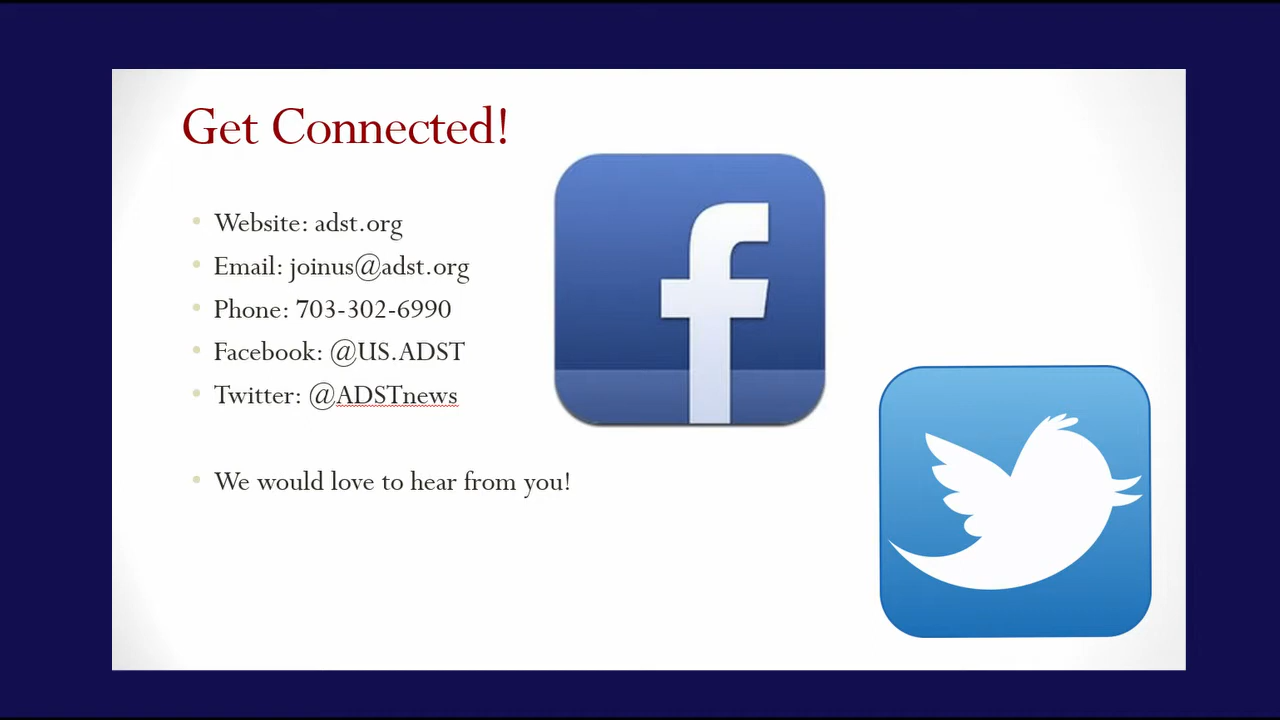 Get Connected!
Website: adst.org
Email: joinus@adst.org
Phone: 703-302-6990
Facebook: @US.ADST
Twitter: @ADSTnews
We would love to hear from you!